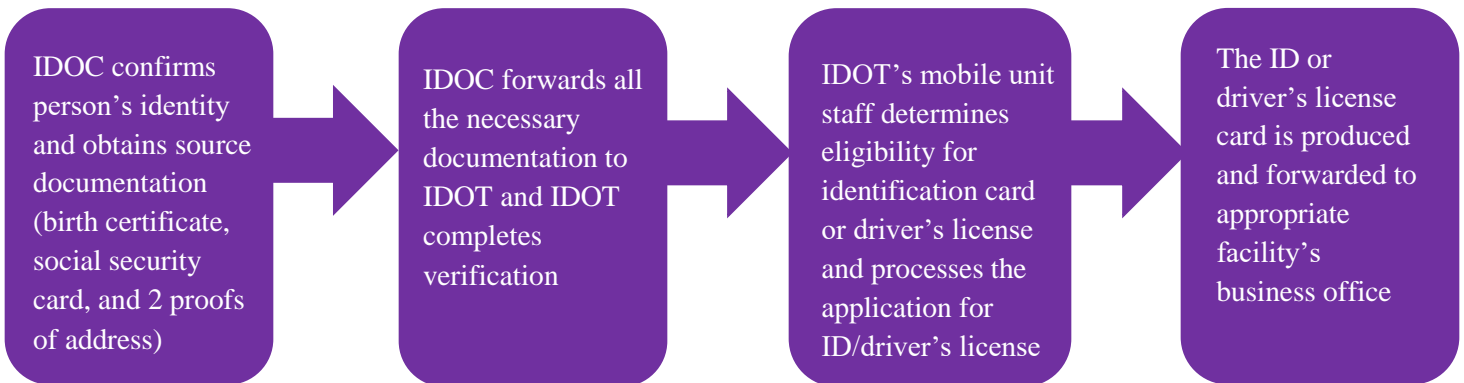 IDOC confirms
person’s identity
and obtains source
documentation
(birth certificate,
social security
card, and 2 proofs
of address)
IDOC forwards all
the necessary
documentation to
IDOT and IDOT
completes
verification
IDOT’s mobile unit
staff determines
eligibility for
identification card
or driver’s license
and processes the
application for
ID/driver’s license
The ID or
driver’s license
card is produced
and forwarded to
appropriate
facility’s
business office